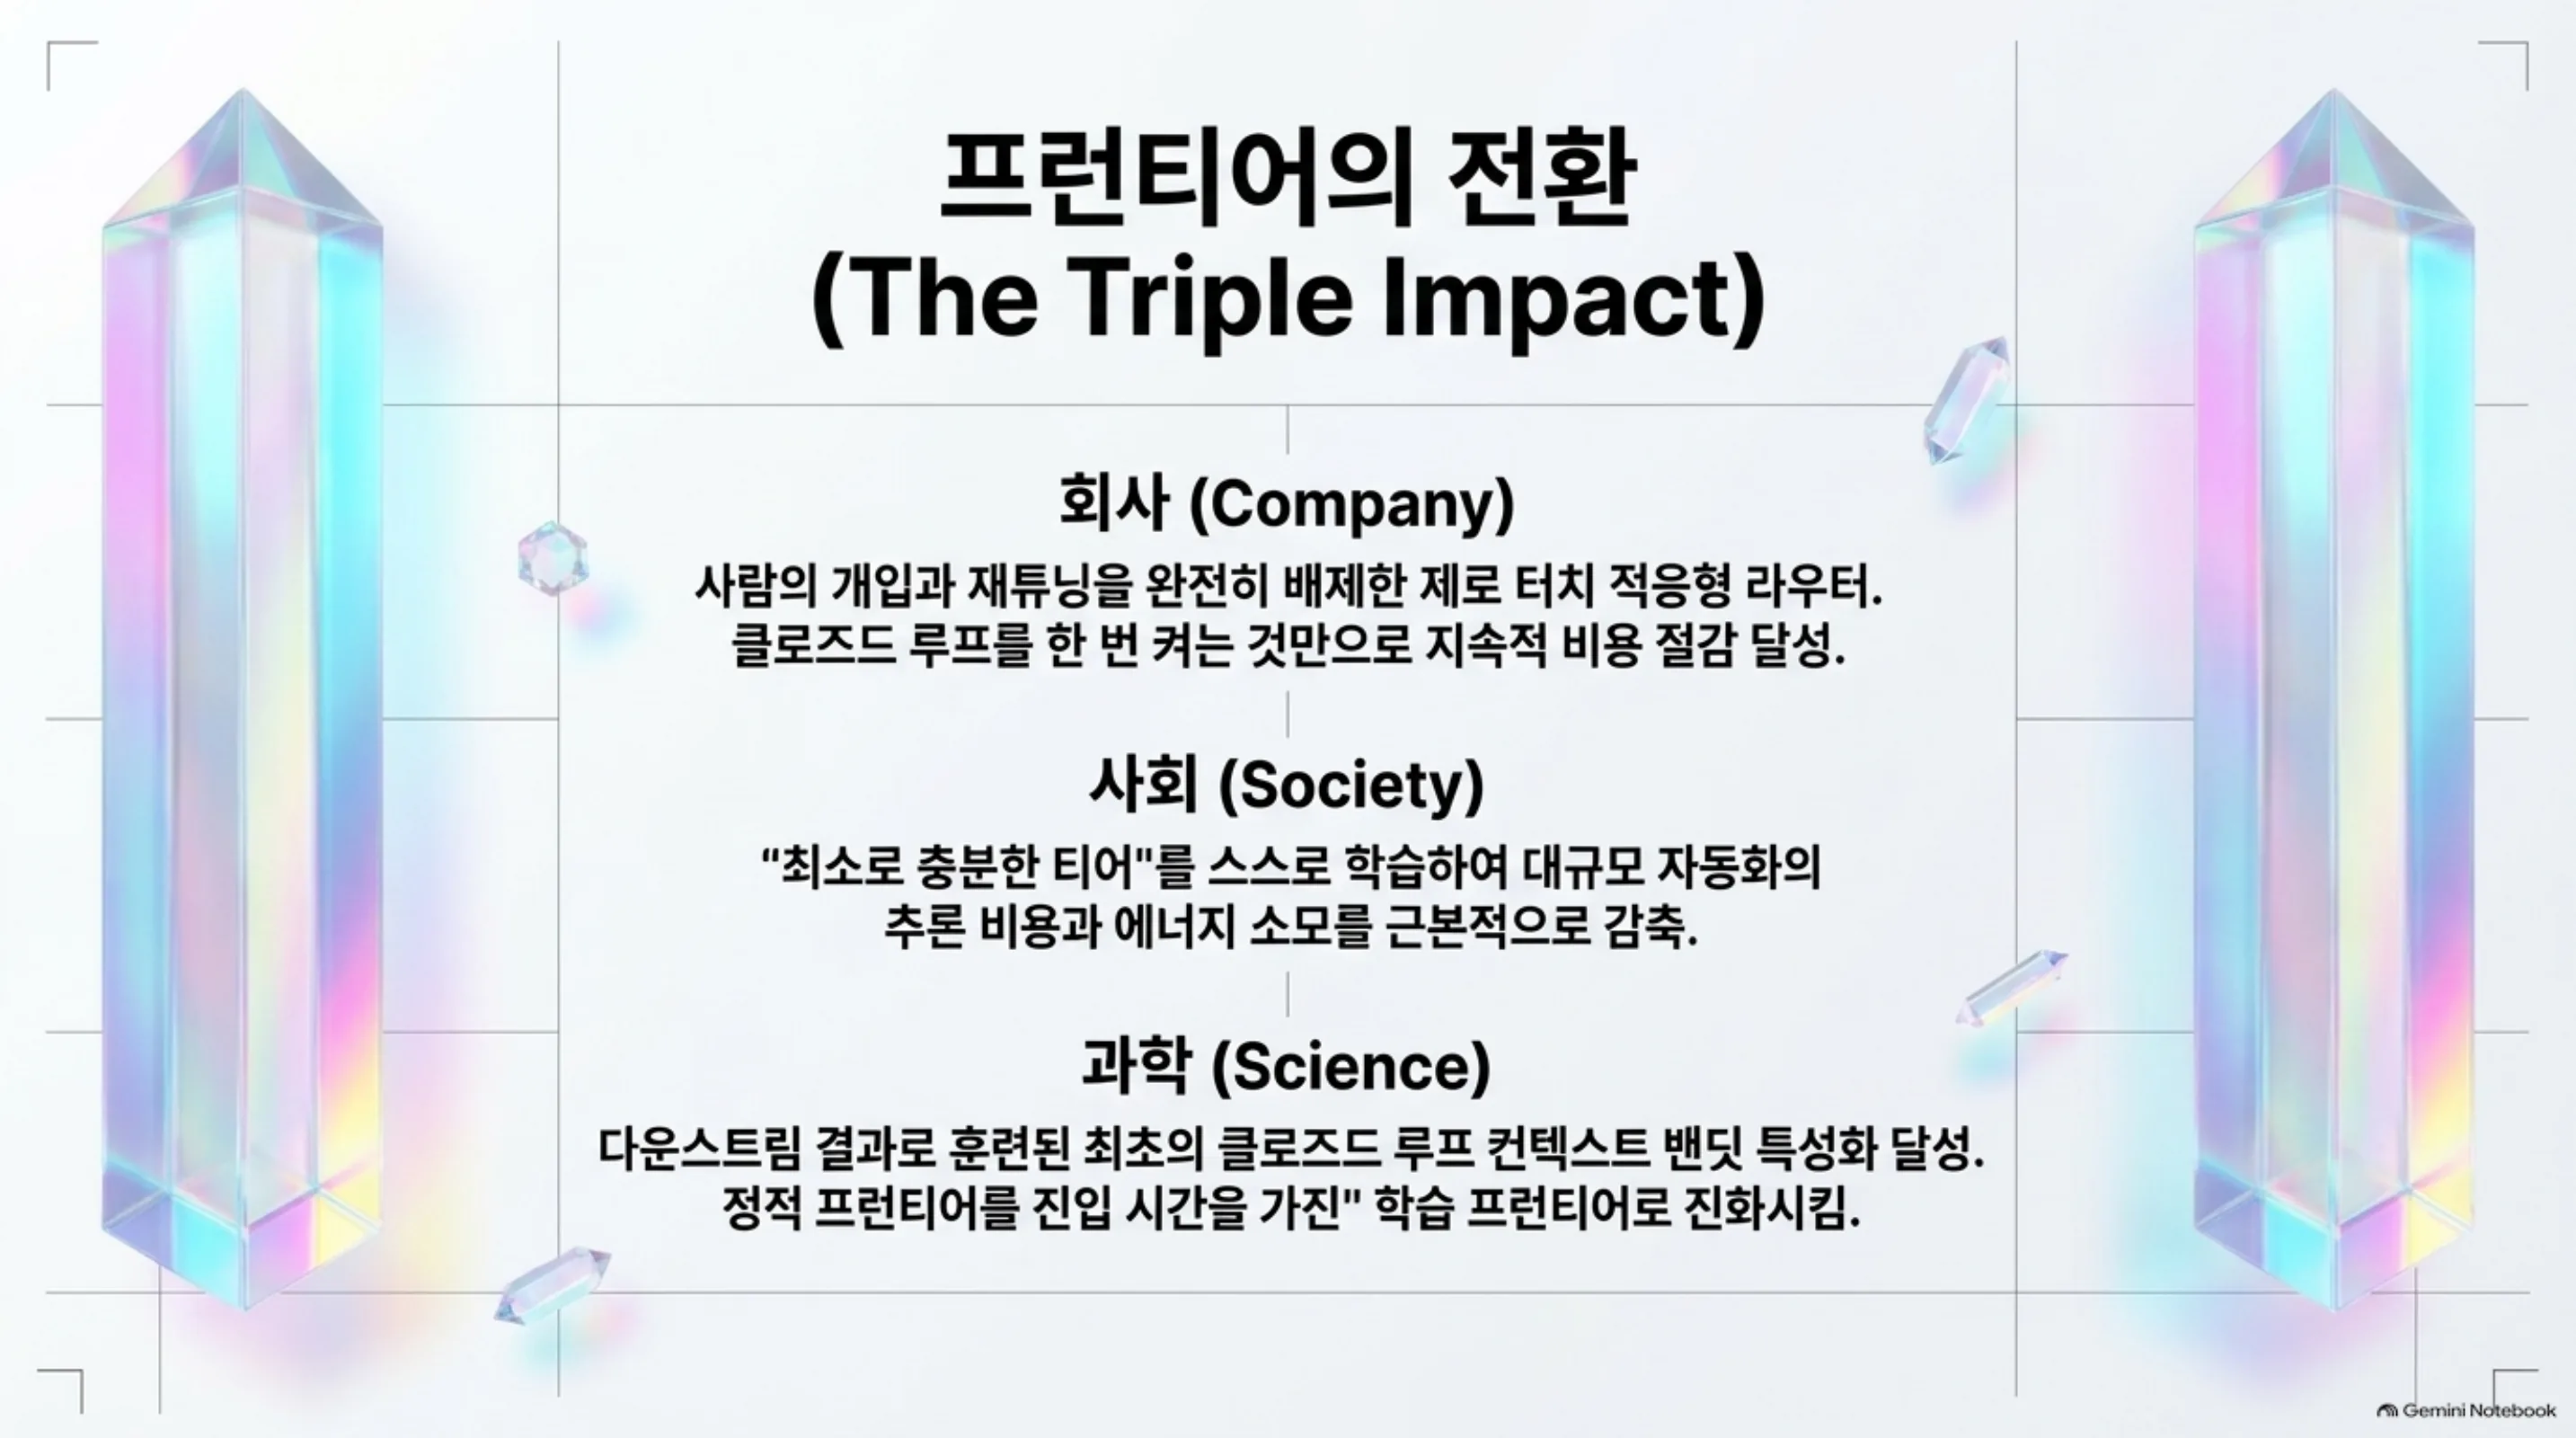 프런티어의 전환
(The Triple Impact)
회사 (Company)
사람의 개입과 재튜닝을 완전히 배제한 제로 터치 적응형 라우터.
클로즈드 루프를 한 번 켜는 것만으로 지속적 비용 절감 달성.
사회 (Society)
“최소로 충분한 티어"를 스스로 학습하여 대규모 자동화의
추론 비용과 에너지 소모를 근본적으로 감축.
과학 (Science)
다운스트림 결과로 훈련된 최초의 클로즈드 루프 컨텍스트 밴딧 특성화 달성.
정적 프런티어를 진입 시간을 가진" 학습 프런티어로 진화시킴.
Gemini Notebook